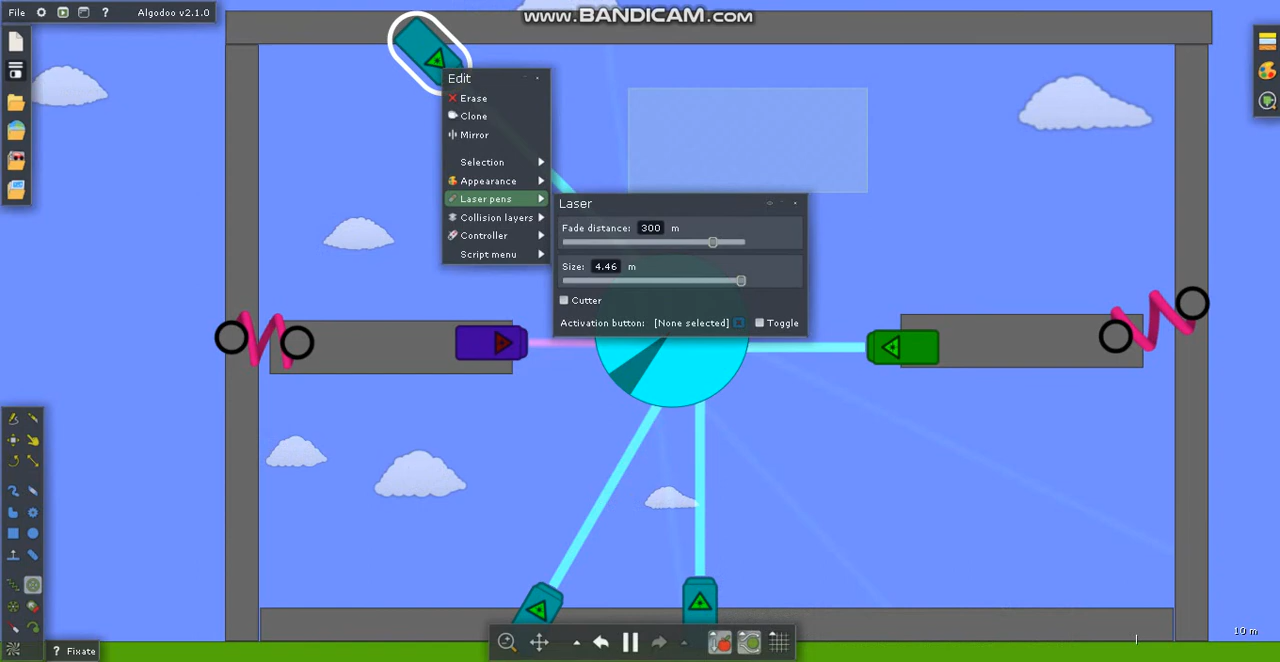 File ? Algodoo v2.1.0
www.BANDICAM.com
Edit
Erase
Clone
Mirror
Selection
Appearance
Laser pens
Collision layers
Controller
Script menu
Laser
Fade distance: 300 m
Size: 4.46 m
Cutter
Activation button: [None selected] Toggle
? Fixate
10 m